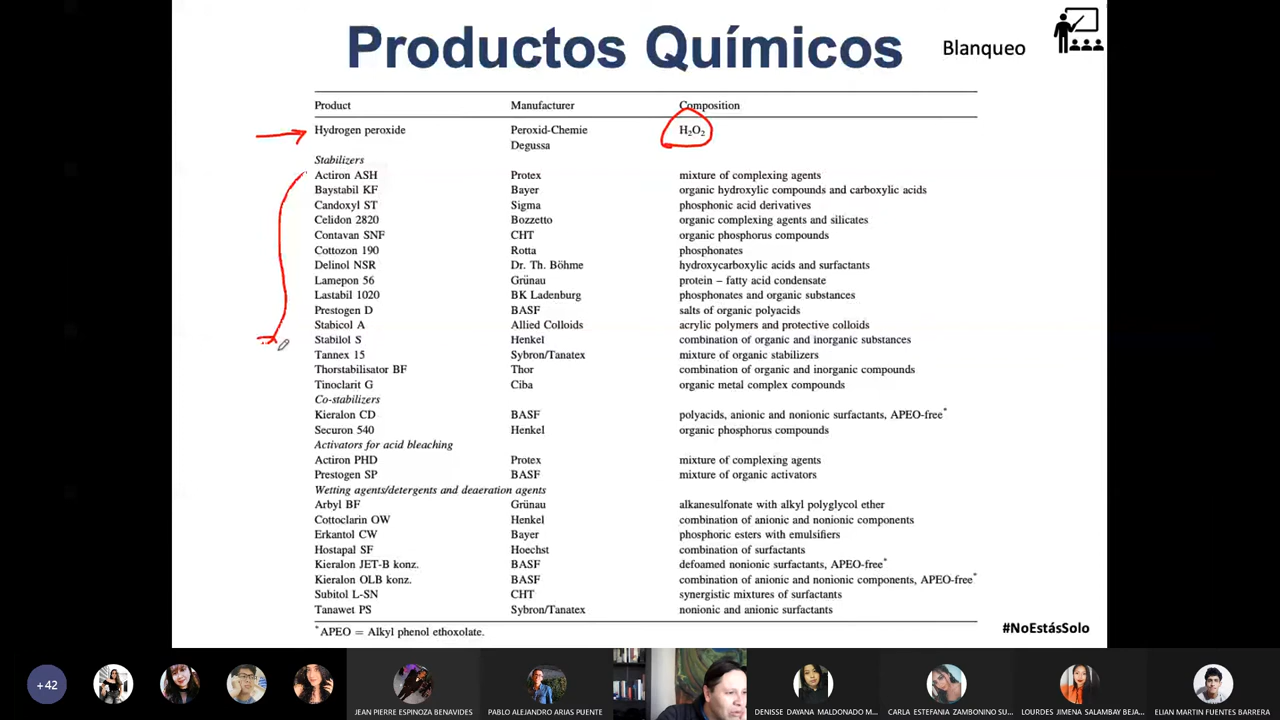 Productos Químicos
Blanqueo
Product Manufacturer Composition
Hydrogen peroxide Peroxid-Chemie H₂O₂
Degussa
Stabilizers
Actiron ASH Protex mixture of complexing agents
Baystabil KF Bayer organic hydroxylic compounds and carboxylic acids
Candoxyl ST Sigma phosphonic acid derivatives
Celidon 2820 Bozzetto organic complexing agents and silicates
Contavan SNF CHT organic phosphorus compounds
Cottozon 190 Rotta phosphonates
Delinol NSR Dr. Th. Böhme hydroxycarboxylic acids and surfactants
Lamepon 56 Grünau protein – fatty acid condensate
Lastabil 1020 BK Ladenburg phosphonates and organic substances
Prestogen D BASF salts of organic polyacids
Stabicol A Allied Colloids acrylic polymers and protective colloids
Stabilol S Henkel combination of organic and inorganic substances
Tannex 15 Sybron/Tanatex mixture of organic stabilizers
Thorstabilisator BF Thor combination of organic and inorganic compounds
Tinoclarit G Ciba organic metal complex compounds
Co-stabilizers
Kieralon CD BASF polyacids, anionic and nonionic surfactants, APEO-free*
Securon 540 Henkel organic phosphorus compounds
Activators for acid bleaching
Actiron PHD Protex mixture of complexing agents
Prestogen SP BASF mixture of organic activators
Wetting agents/detergents and deaeration agents
Arbyl BF Grünau alkanesulfonate with alkyl polyglycol ether
Cottoclarin OW Henkel combination of anionic and nonionic components
Erkantol CW Bayer phosphoric esters with emulsifiers
Hostapal SF Hoechst combination of surfactants
Kieralon JET-B konz. BASF defoamed nonionic surfactants, APEO-free*
Kieralon OLB konz. BASF combination of anionic and nonionic components, APEO-free*
Subitol L-SN CHT synergistic mixtures of surfactants
Tanawet PS Sybron/Tanatex nonionic and anionic surfactants
*APEO = Alkyl phenol ethoxolate.
#NoEstásSolo
+42
JEAN PIERRE ESPINOZA BENAVIDES
PABLO ALEJANDRO ARIAS PUENTE
DENISSE DAYANA MALDONADO M...
CARLA ESTEFANIA ZAMBONINO SU...
LOURDES JIMENA SALAMBAY BEJA...
ELIAN MARTIN FUENTES BARRERA